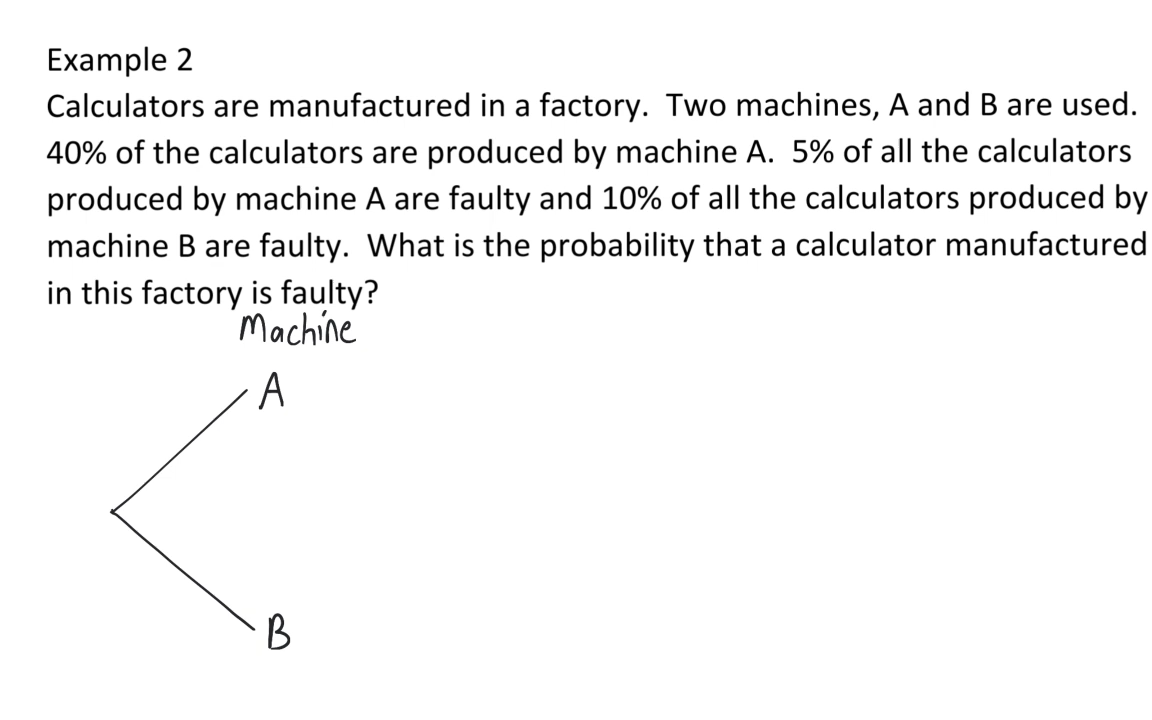 Example 2
Calculators are manufactured in a factory. Two machines, A and B are used.
40% of the calculators are produced by machine A. 5% of all the calculators
produced by machine A are faulty and 10% of all the calculators produced by
machine B are faulty. What is the probability that a calculator manufactured
in this factory is faulty?
Machine
A
B